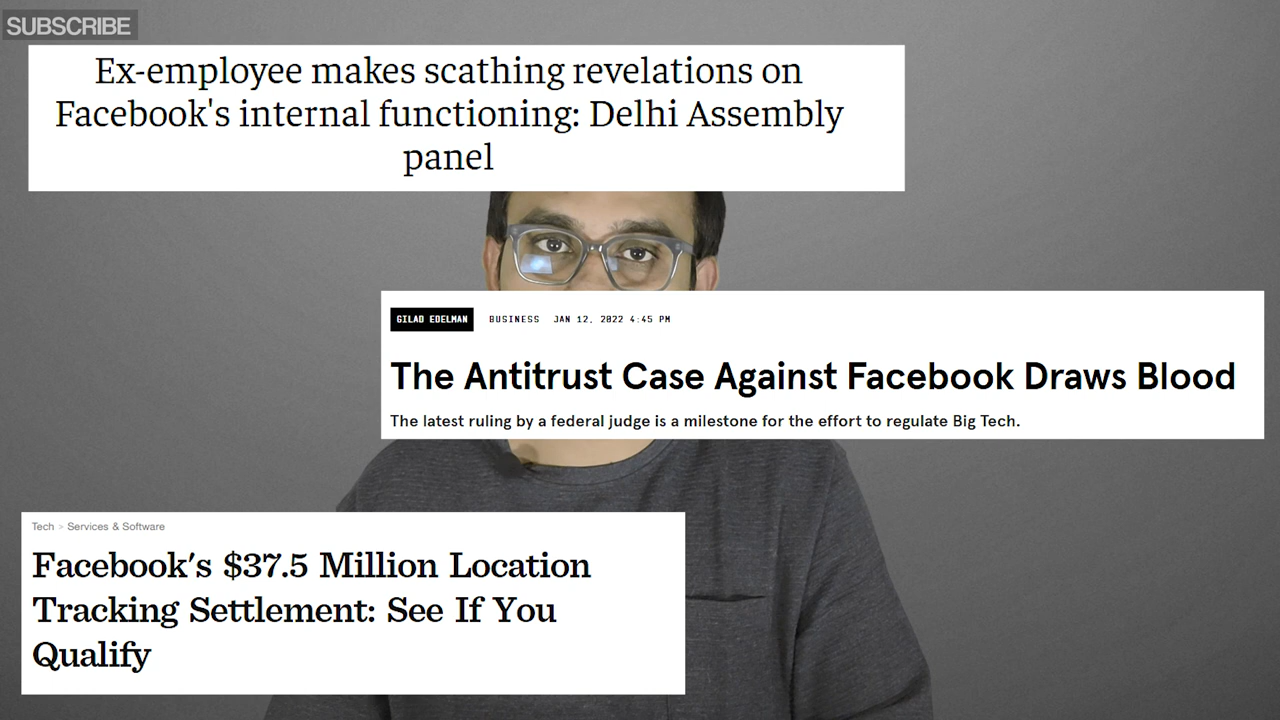 SUBSCRIBE
Ex-employee makes scathing revelations on
Facebook's internal functioning: Delhi Assembly
panel
GILAD EDELMAN BUSINESS JAN 12, 2022 4:45 PM
The Antitrust Case Against Facebook Draws Blood
The latest ruling by a federal judge is a milestone for the effort to regulate Big Tech.
Tech > Services & Software
Facebook's $37.5 Million Location
Tracking Settlement: See If You
Qualify